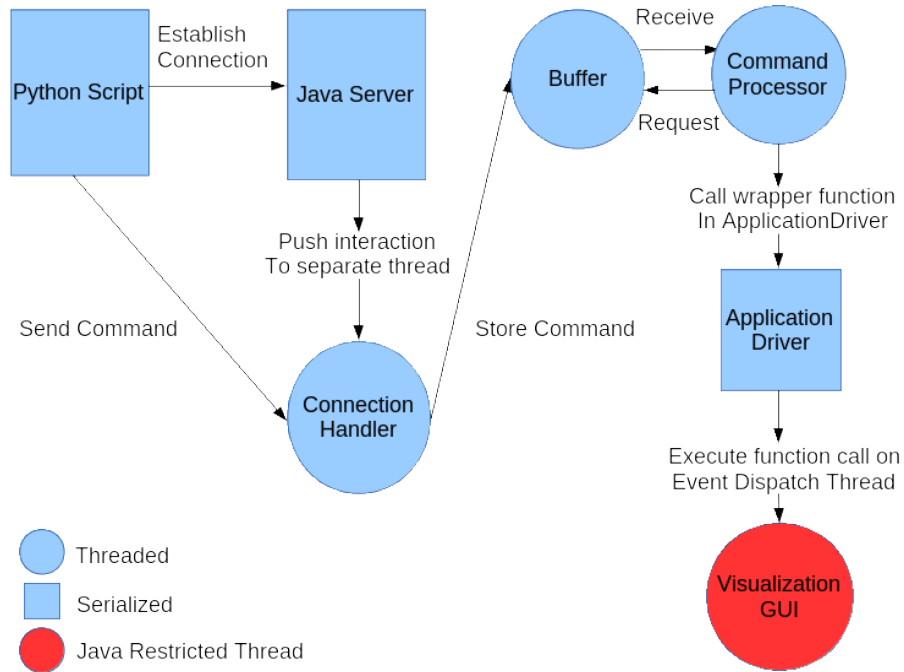 Establish
Connection
Python Script
Java Server
Buffer
Receive
Request
Command
Processor
Push interaction
To separate thread
Call wrapper function
In ApplicationDriver
Send Command
Store Command
Application
Driver
Connection
Handler
Execute function call on
Event Dispatch Thread
Visualization
GUI
Threaded
Serialized
Java Restricted Thread